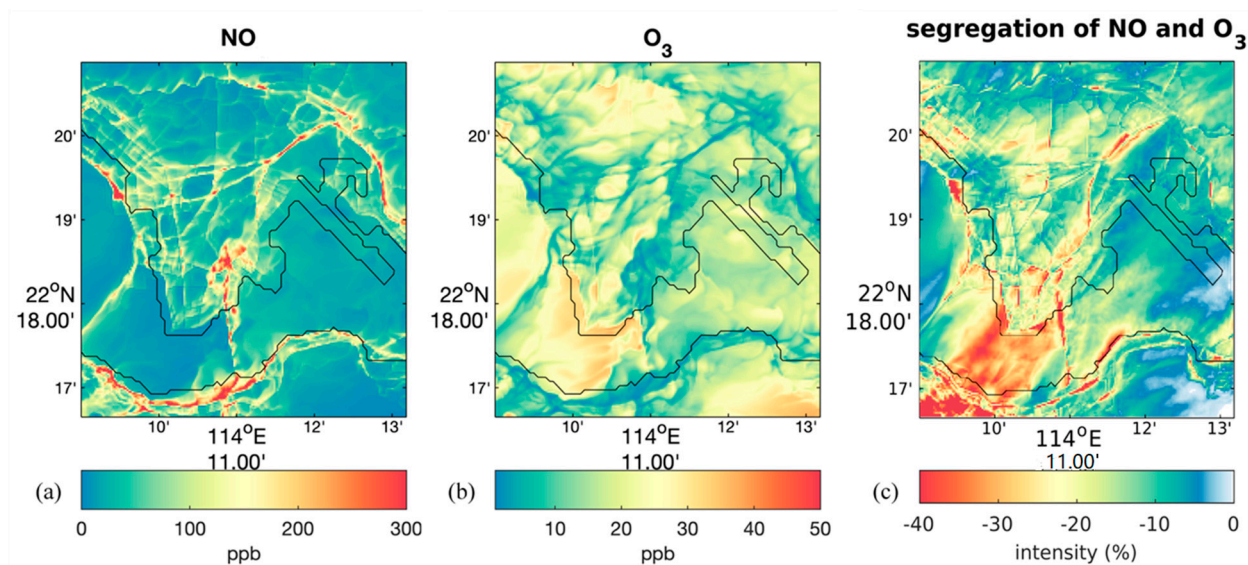 NO
20'
19'
22°N
18.00'
17'
10'
114°E
11.00'
12'
13'
(a)
0
100
200
300
ppb
O3
20'
19'
22°N
18.00'
17'
10'
114°E
11.00'
12'
13'
(b)
10
20
30
40
50
ppb
segregation of NO and O3
20'
19'
22°N
18.00'
17'
10'
114°E
11.00'
12'
13'
(c)
-40
-30
-20
-10
0
intensity (%)